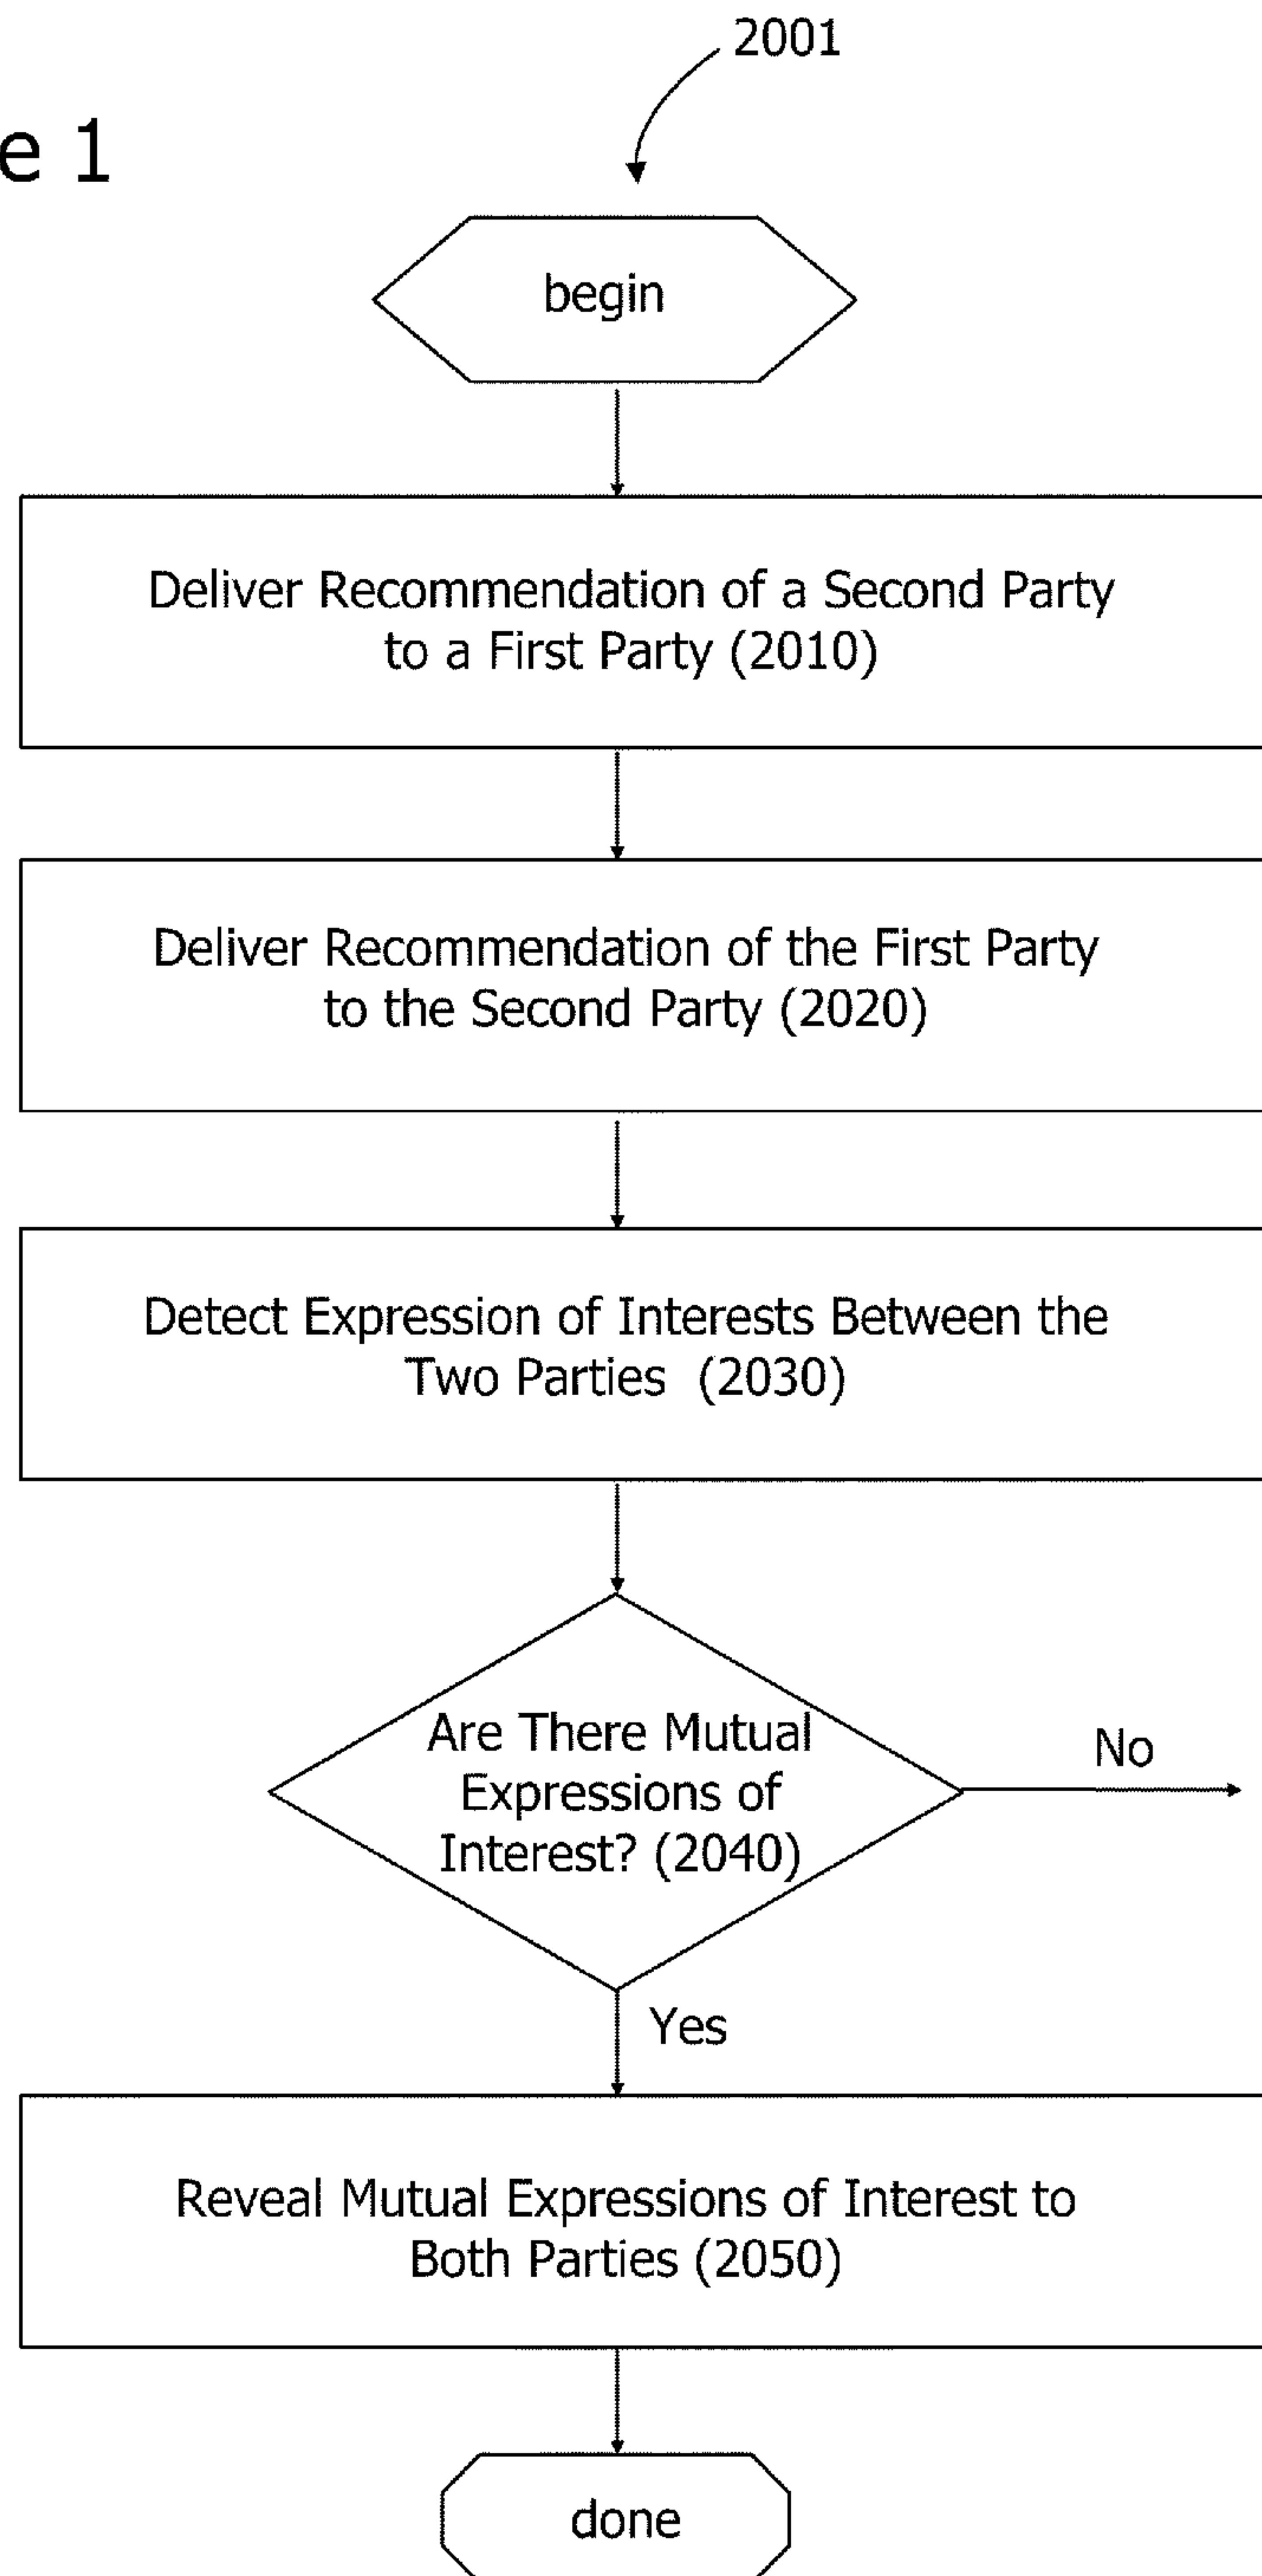 2001
e 1
begin
Deliver Recommendation of a Second Party
to a First Party (2010)
Deliver Recommendation of the First Party
to the Second Party (2020)
Detect Expression of Interests Between the
Two Parties (2030)
Are There Mutual
Expressions of
Interest? (2040)
No
Yes
Reveal Mutual Expressions of Interest to
Both Parties (2050)
done